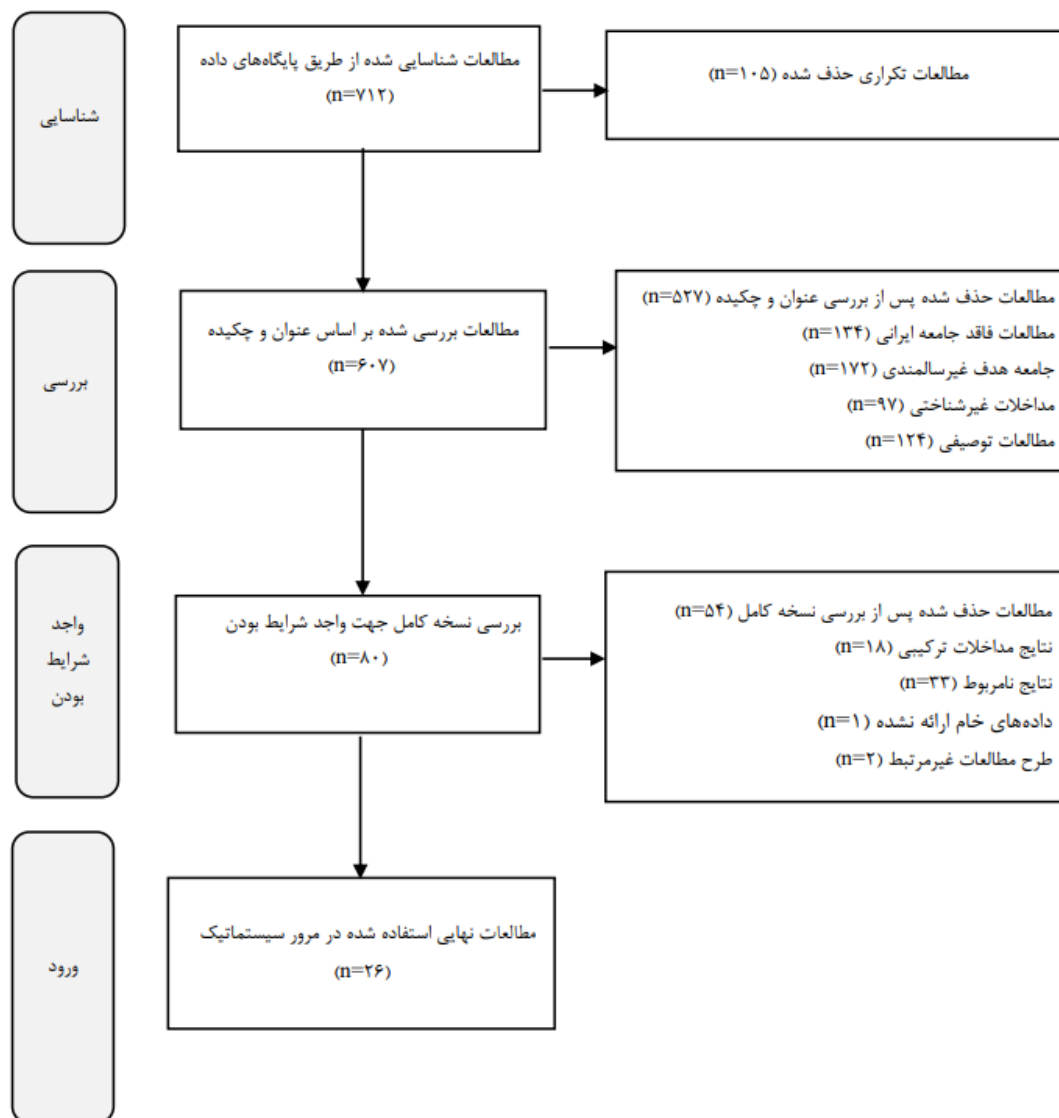 شناسایی
مطالعات شناسایی شده از طریق پایگاه‌های داده
(n=۷۱۲)
مطالعات تکراری حذف شده (n=۱۰۵)
بررسی
مطالعات بررسی شده بر اساس عنوان و چکیده
(n=۶۰۷)
مطالعات حذف شده پس از بررسی عنوان و چکیده (n=۵۲۷)
مطالعات فاقد جامعه ایرانی (n=۱۳۴)
جامعه هدف غیرسالمندی (n=۱۷۲)
مداخلات غیرشناختی (n=۹۷)
مطالعات توصیفی (n=۱۲۴)
واجد
شرایط
بودن
بررسی نسخه کامل جهت واجد شرایط بودن
(n=۸۰)
مطالعات حذف شده پس از بررسی نسخه کامل (n=۵۴)
نتایج مداخلات ترکیبی (n=۱۸)
نتایج نامربوط (n=۳۳)
داده‌های خام ارائه نشده (n=۱)
طرح مطالعات غیرمرتبط (n=۲)
ورود
مطالعات نهایی استفاده شده در مرور سیستماتیک
(n=۲۶)